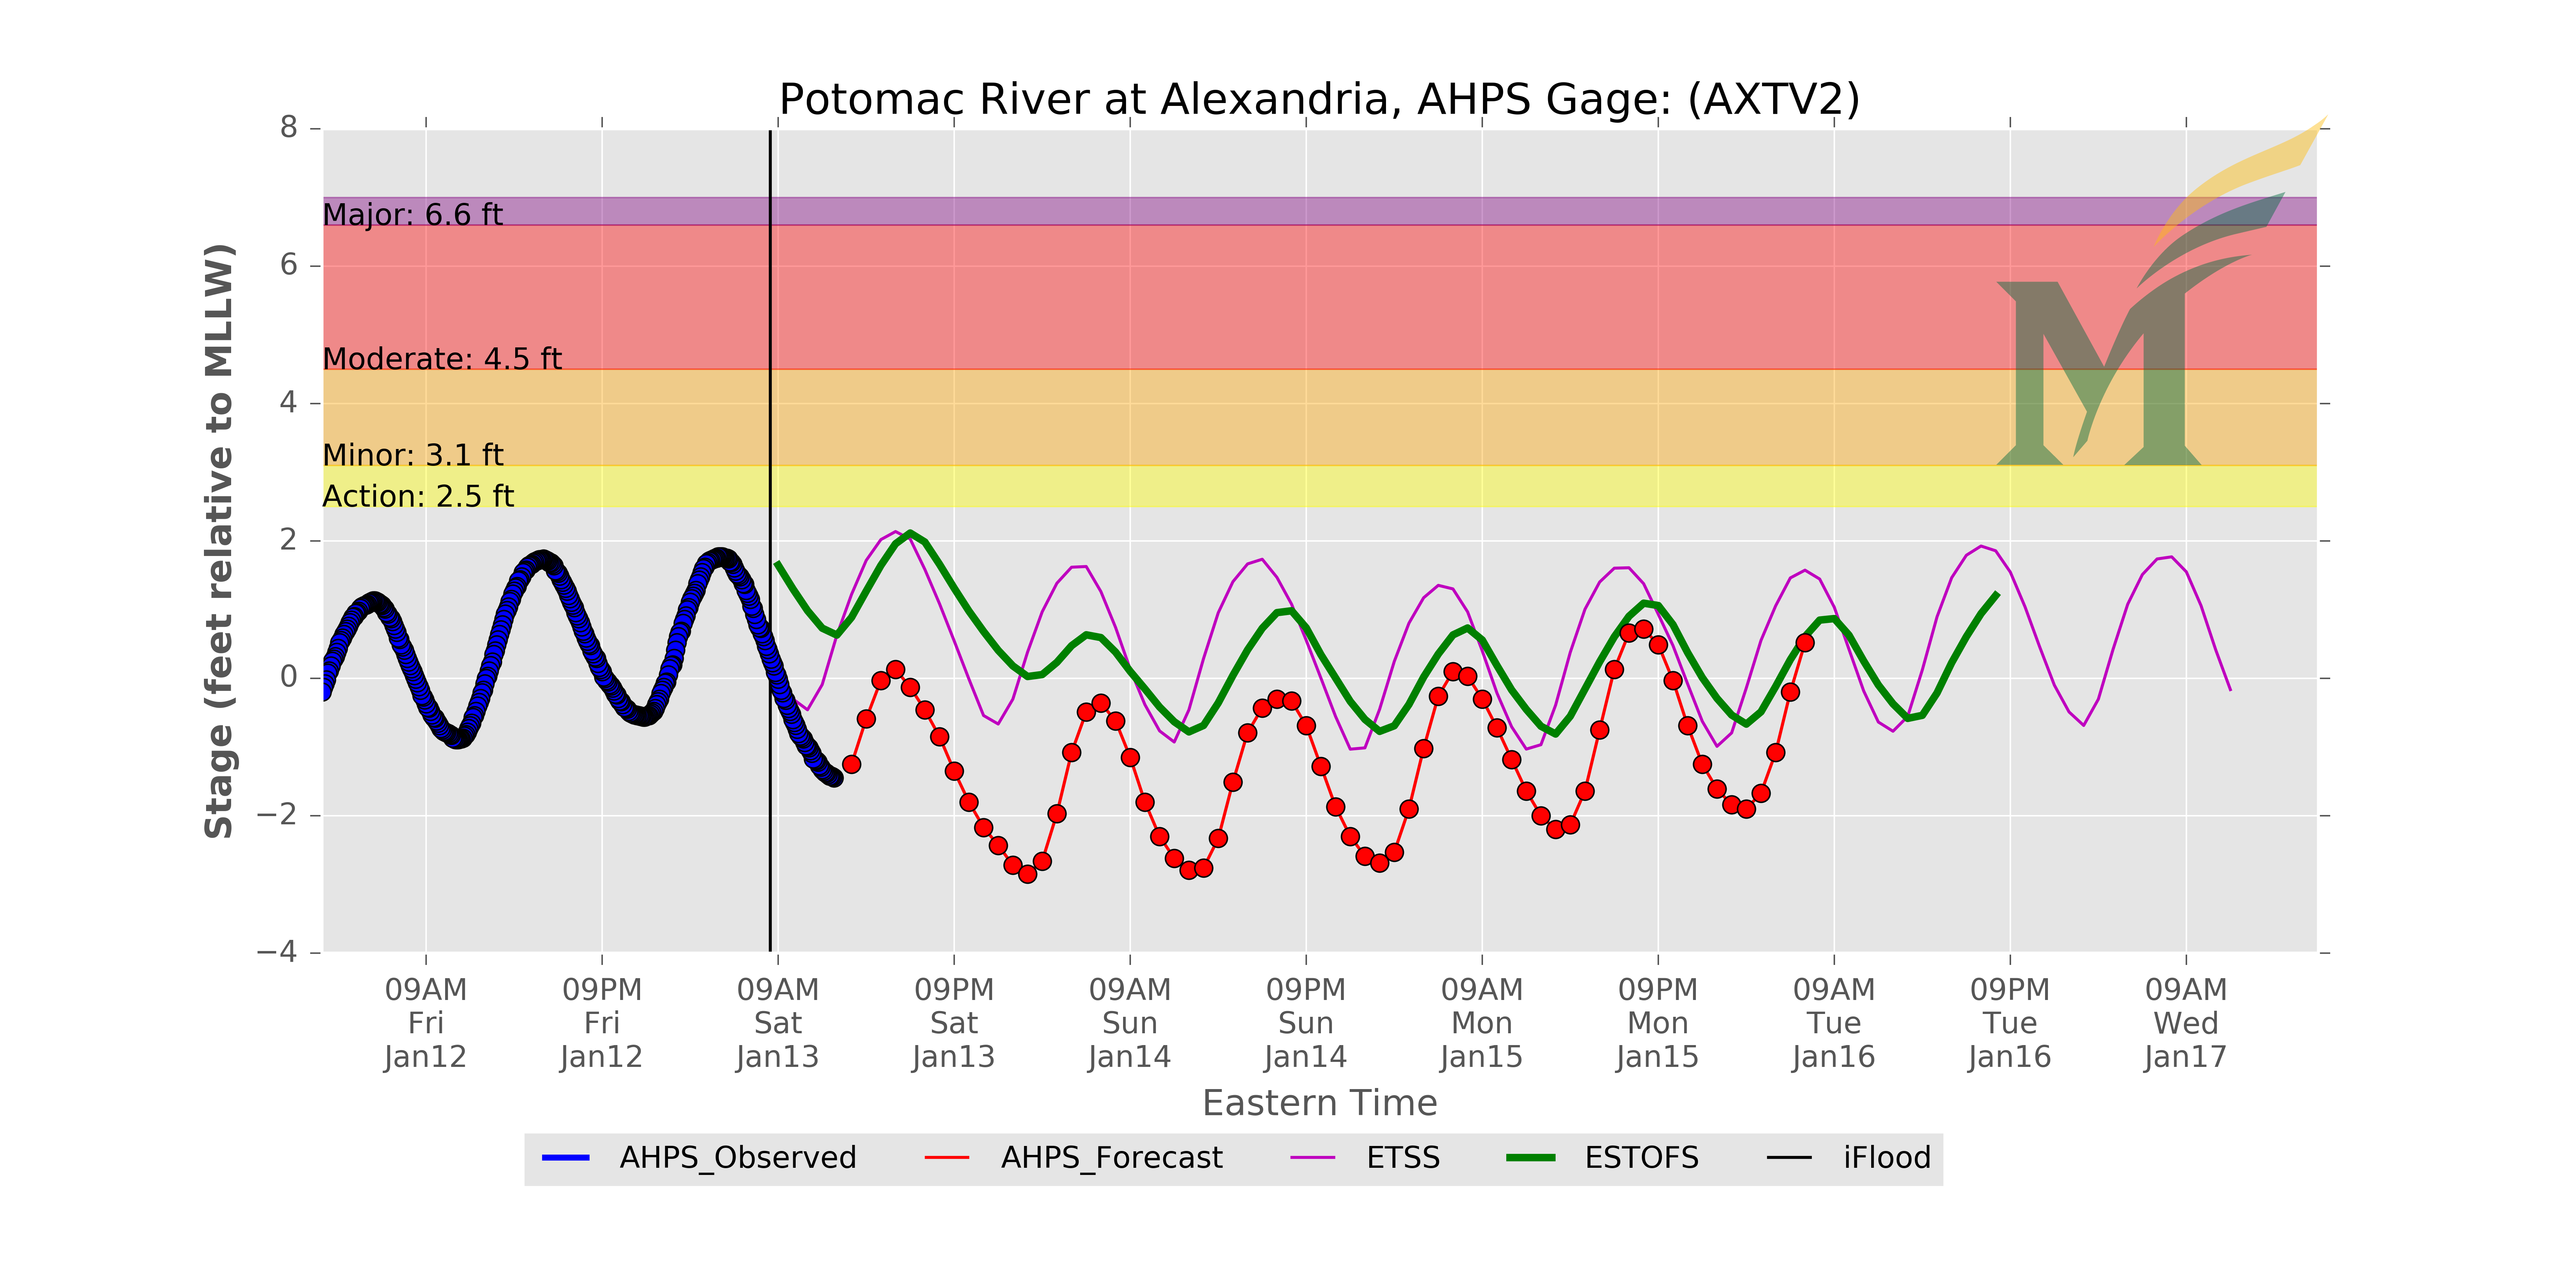 Potomac River at Alexandria, AHPS Gage: (AXTV2)
Stage (feet relative to MLLW)
8
6
4
2
0
−2
−4
Major: 6.6 ft
Moderate: 4.5 ft
Minor: 3.1 ft
Action: 2.5 ft
M
09AM Fri Jan12
09PM Fri Jan12
09AM Sat Jan13
09PM Sat Jan13
09AM Sun Jan14
09PM Sun Jan14
09AM Mon Jan15
09PM Mon Jan15
09AM Tue Jan16
09PM Tue Jan16
09AM Wed Jan17
Eastern Time
AHPS_Observed
AHPS_Forecast
ETSS
ESTOFS
iFlood